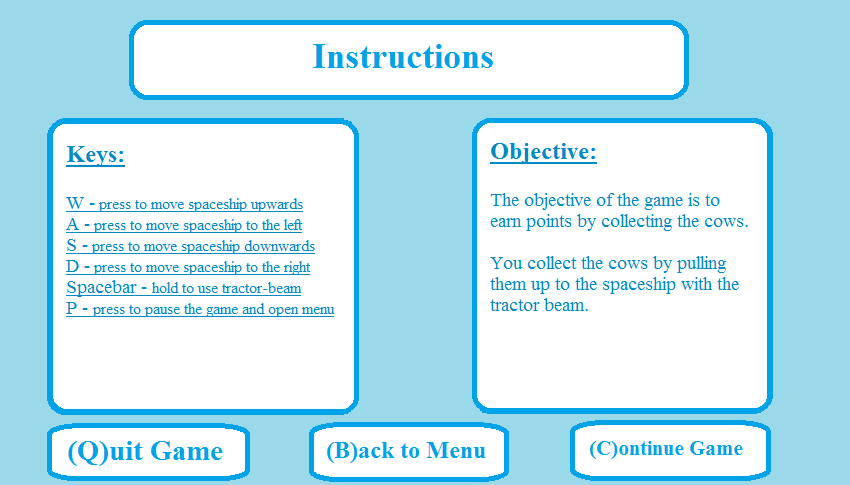 Instructions
Keys:
W - press to move spaceship upwards
A - press to move spaceship to the left
S - press to move spaceship downwards
D - press to move spaceship to the right
Spacebar - hold to use tractor-beam
P - press to pause the game and open menu
Objective:
The objective of the game is to
earn points by collecting the cows.
You collect the cows by pulling
them up to the spaceship with the
tractor beam.
(Q)uit Game
(B)ack to Menu
(C)ontinue Game